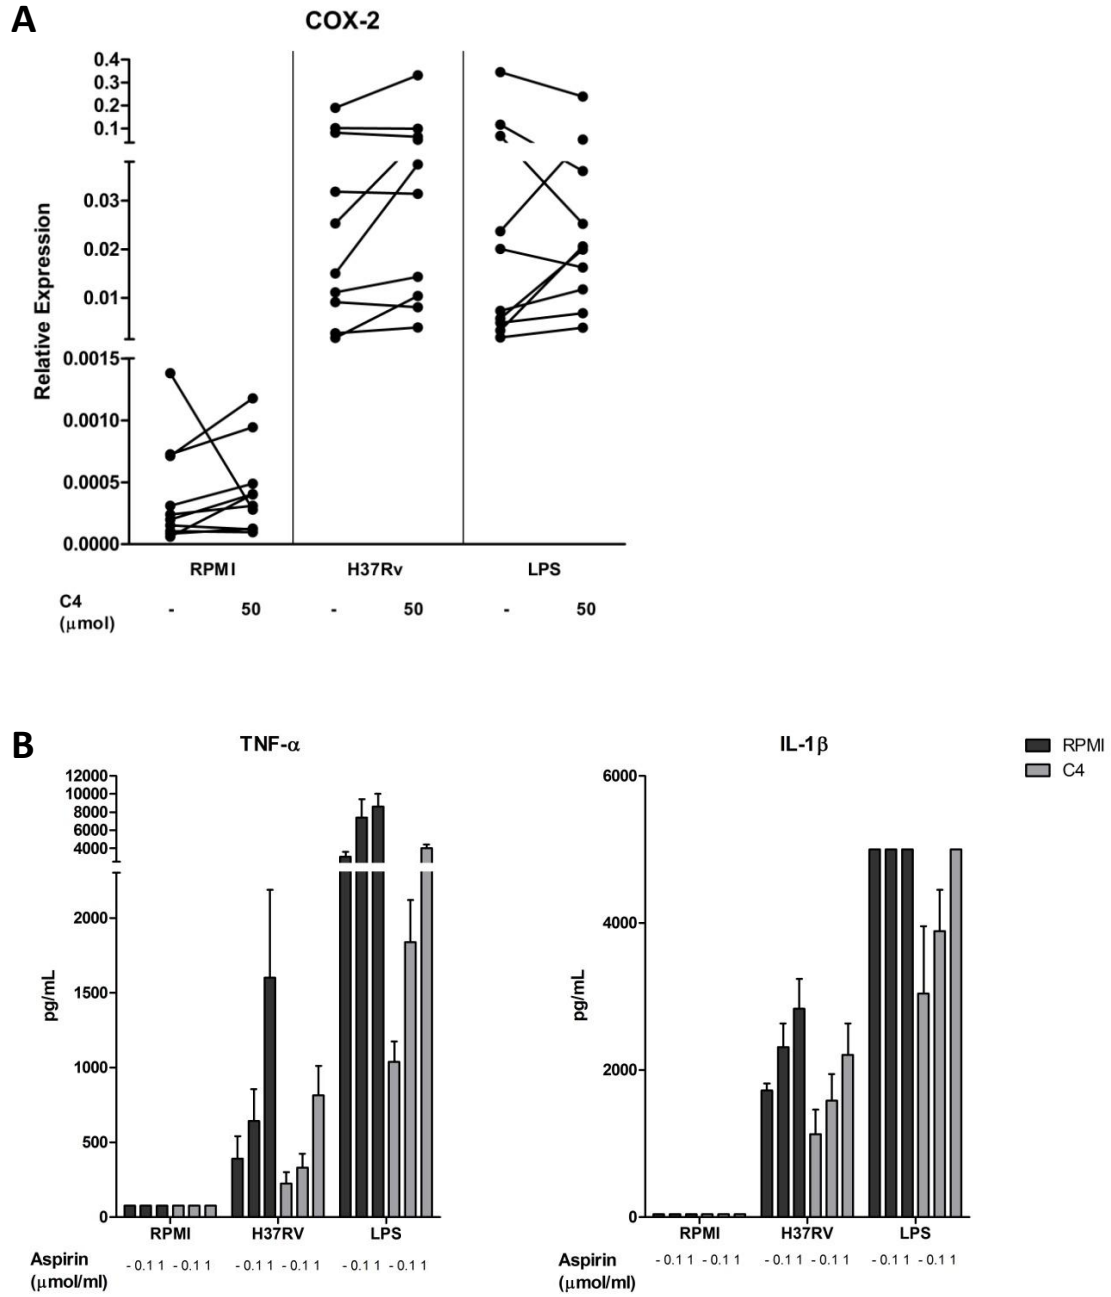 A
COX-2
Relative Expression
0.4
0.3
0.2
0.1
0.03
0.02
0.01
0.0015
0.0010
0.0005
0.0000
RPMI H37Rv LPS
C4 - 50 - 50 - 50
(μmol)
B
TNF-α
pg/mL
12000
10000
8000
6000
4000
2000
1500
1000
500
0
RPMI H37RV LPS
Aspirin - 0.1 1 - 0.1 1 - 0.1 1 - 0.1 1 - 0.1 1 - 0.1 1
(μmol/ml)
IL-1β
pg/mL
6000
4000
2000
0
RPMI H37RV LPS
Aspirin - 0.1 1 - 0.1 1 - 0.1 1 - 0.1 1 - 0.1 1 - 0.1 1
(μmol/ml)
RPMI
C4